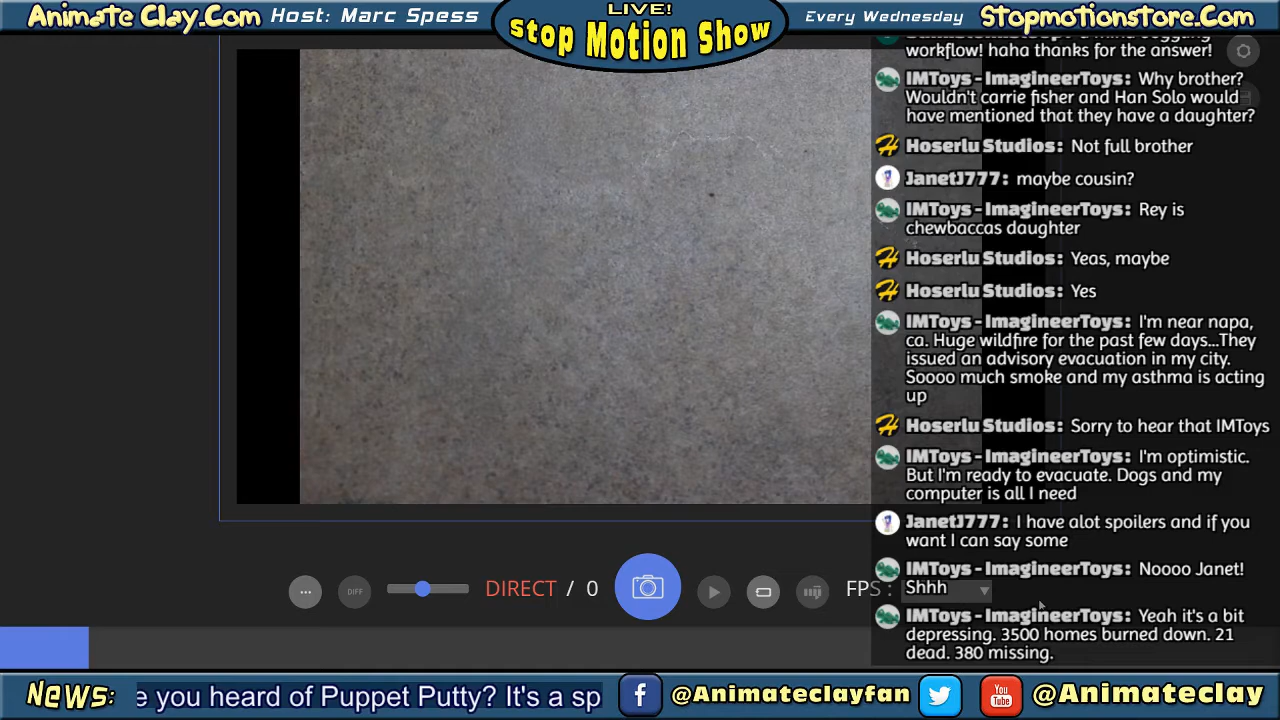 Animate Clay.Com Host: Marc Spess
LIVE!
Stop Motion Show
Every Wednesday Stopmotionstore.Com
workflow! haha thanks for the answer!
IMToys - ImagineerToys: Why brother?
Wouldn't carrie fisher and Han Solo would
have mentioned that they have a daughter?
Hoserlu Studios: Not full brother
JanetJ777: maybe cousin?
IMToys - ImagineerToys: Rey is
chewbaccas daughter
Hoserlu Studios: Yeas, maybe
Hoserlu Studios: Yes
IMToys - ImagineerToys: I'm near napa,
ca. Huge wildfire for the past few days...They
issued an advisory evacuation in my city.
Soooo much smoke and my asthma is acting
up
Hoserlu Studios: Sorry to hear that IMToys
IMToys - ImagineerToys: I'm optimistic.
But I'm ready to evacuate. Dogs and my
computer is all I need
JanetJ777: I have alot spoilers and if you
want I can say some
IMToys - ImagineerToys: Noooo Janet!
Shhh
IMToys - ImagineerToys: Yeah it's a bit
depressing. 3500 homes burned down. 21
dead. 380 missing.
... DIFF DIRECT / 0 FPS :
News: e you heard of Puppet Putty? It's a sp
@Animateclayfan You Tube @Animateclay